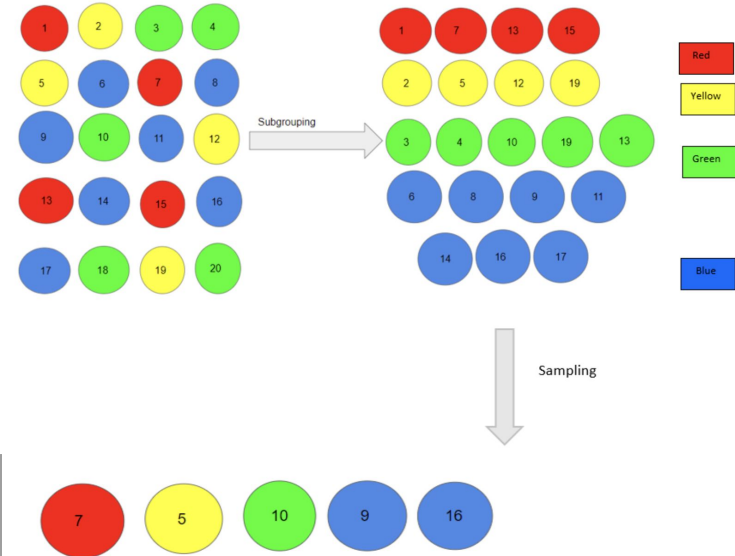 1 2 3 4
5 6 7 8
9 10 11 12
13 14 15 16
17 18 19 20
Subgrouping
1 7 13 15
2 5 12 19
3 4 10 19 13
6 8 9 11
14 16 17
Red
Yellow
Green
Blue
Sampling
7 5 10 9 16